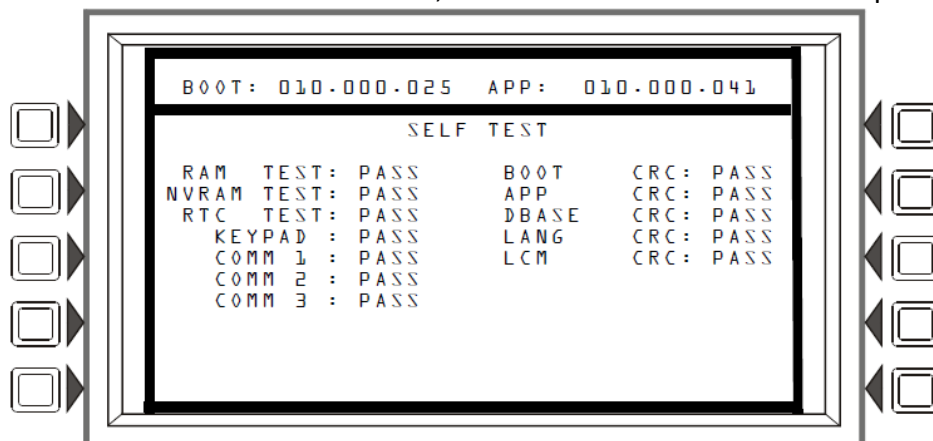 BOOT: 010.000.025 APP: 010.000.041
SELF TEST
RAM TEST: PASS BOOT CRC: PASS
NVRAM TEST: PASS APP CRC: PASS
RTC TEST: PASS DBASE CRC: PASS
KEYPAD : PASS LANG CRC: PASS
COMM 1 : PASS LCM CRC: PASS
COMM 2 : PASS
COMM 3 : PASS